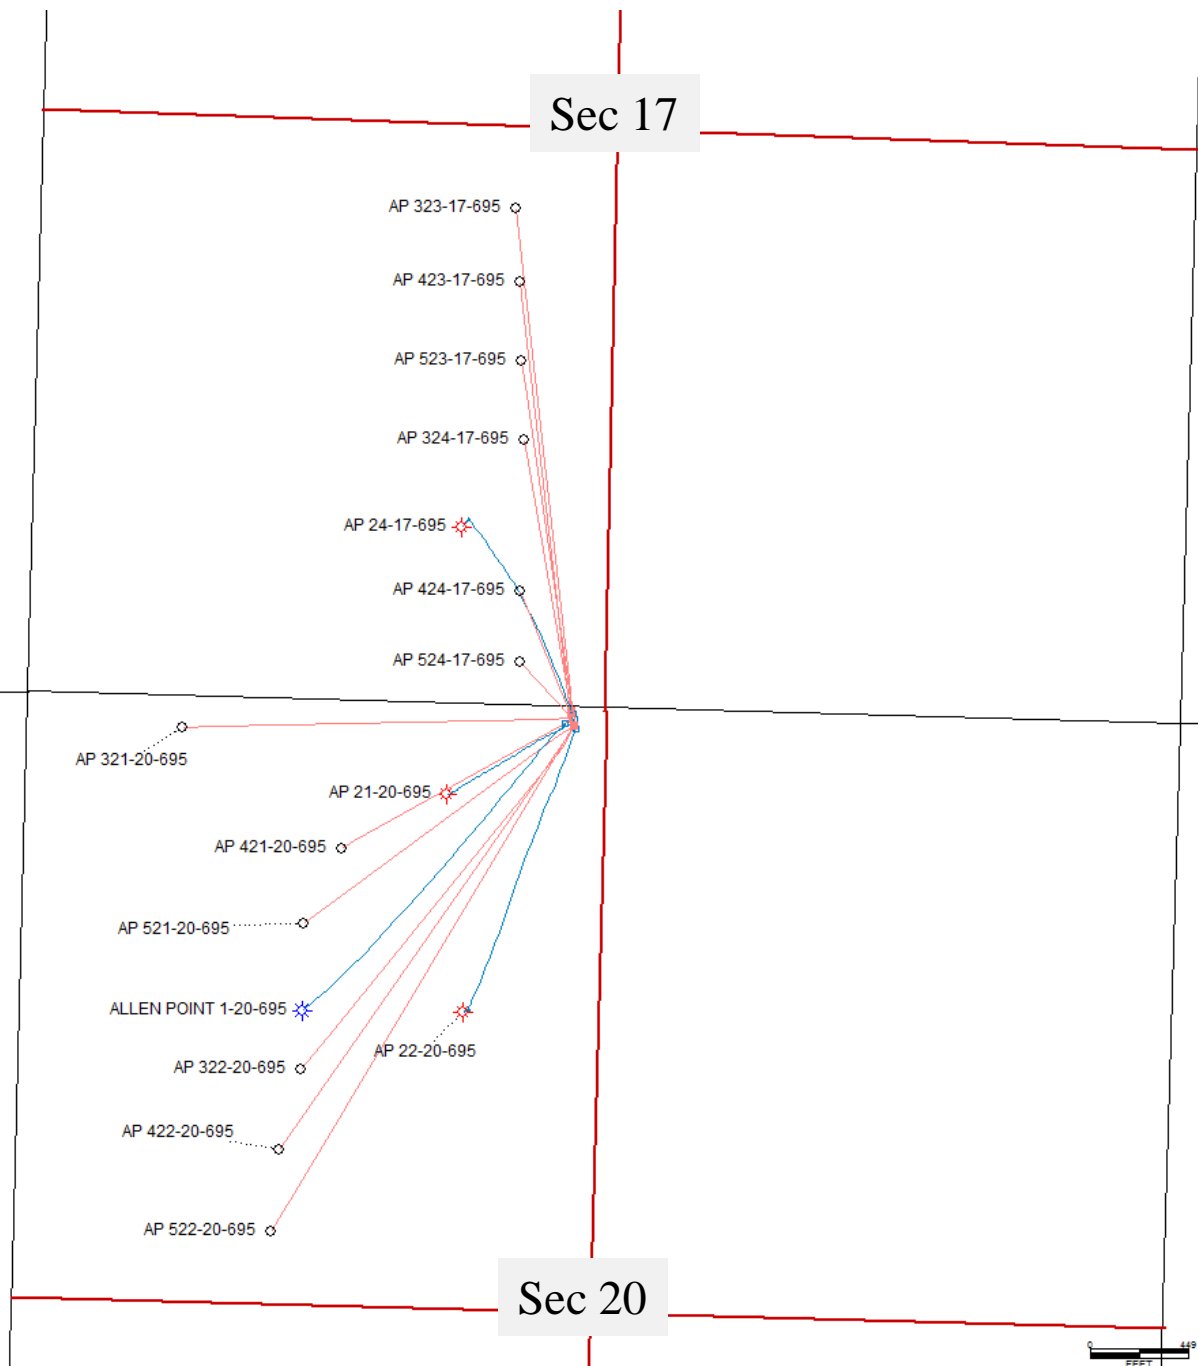 Sec 17
AP 323-17-695
AP 423-17-695
AP 523-17-695
AP 324-17-695
AP 24-17-695
AP 424-17-695
AP 524-17-695
AP 321-20-695
AP 21-20-695
AP 421-20-695
AP 521-20-695
ALLEN POINT 1-20-695
AP 22-20-695
AP 322-20-695
AP 422-20-695
AP 522-20-695
Sec 20
0 449
FEET